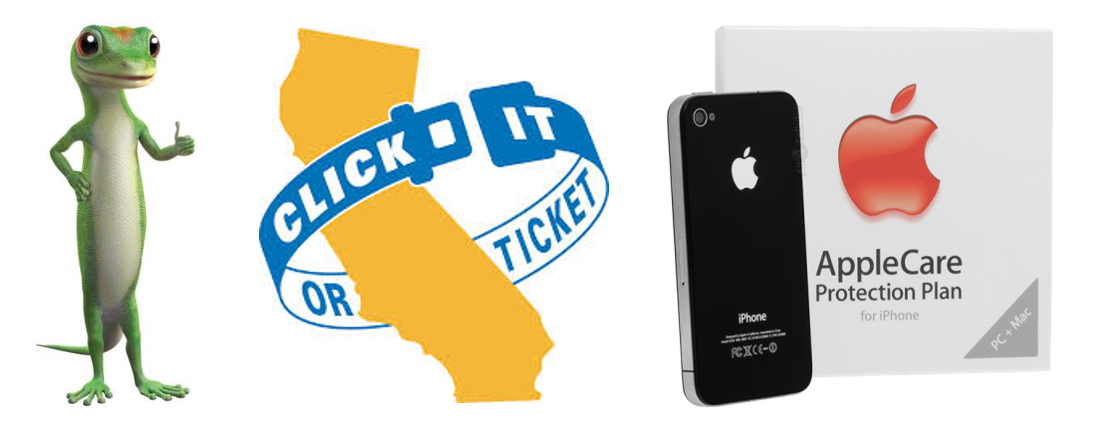 CLICK IT
OR TICKET
AppleCare
Protection Plan
for iPhone
PC + Mac
iPhone